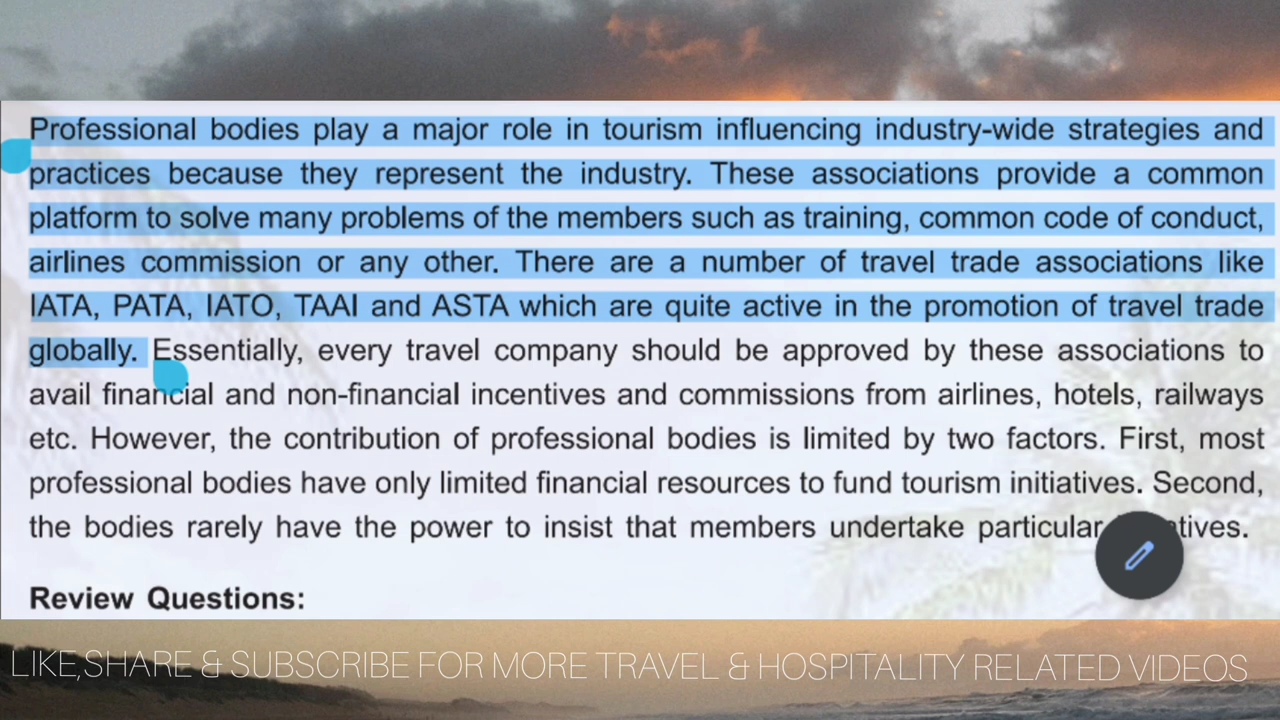 Professional bodies play a major role in tourism influencing industry-wide strategies and
practices because they represent the industry. These associations provide a common
platform to solve many problems of the members such as training, common code of conduct,
airlines commission or any other. There are a number of travel trade associations like
IATA, PATA, IATO, TAAI and ASTA which are quite active in the promotion of travel trade
globally. Essentially, every travel company should be approved by these associations to
avail financial and non-financial incentives and commissions from airlines, hotels, railways
etc. However, the contribution of professional bodies is limited by two factors. First, most
professional bodies have only limited financial resources to fund tourism initiatives. Second,
the bodies rarely have the power to insist that members undertake particular
Review Questions:
LIKE,SHARE & SUBSCRIBE FOR MORE TRAVEL & HOSPITALITY RELATED VIDEOS